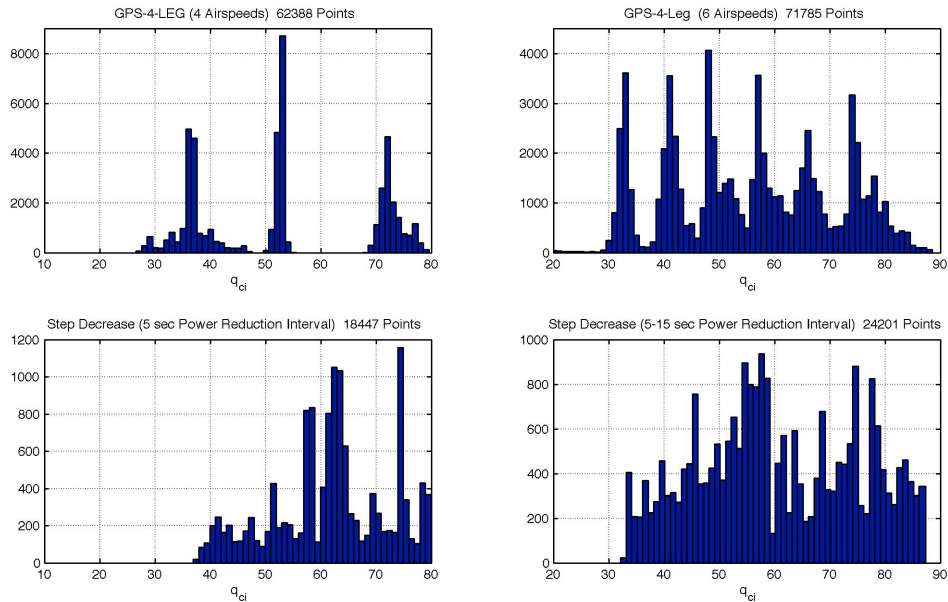 GPS-4-LEG (4 Airspeeds)  62388 Points
8000
6000
4000
2000
0
10 20 30 40 50 60 70 80
qci
GPS-4-Leg  (6 Airspeeds)  71785 Points
4000
3000
2000
1000
0
20 30 40 50 60 70 80 90
qci
Step Decrease (5 sec Power Reduction Interval)  18447 Points
1200
1000
800
600
400
200
0
10 20 30 40 50 60 70 80
qci
Step Decrease (5-15 sec Power Reduction Interval)  24201 Points
1000
800
600
400
200
0
20 30 40 50 60 70 80 90
qci